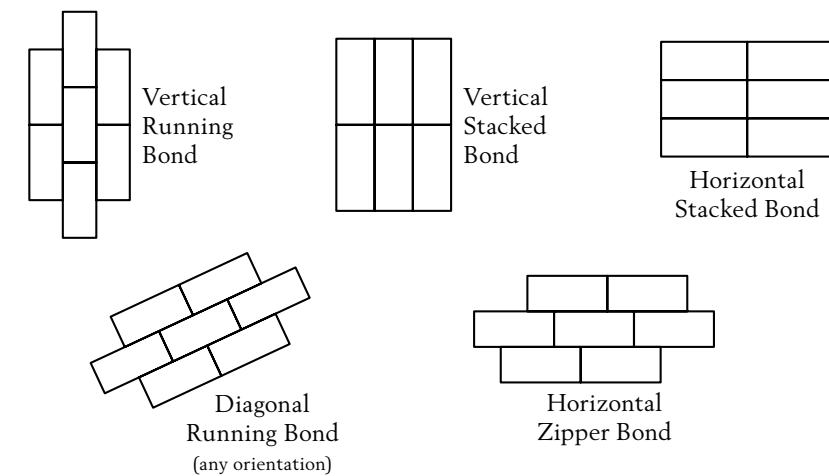 Vertical
Running
Bond
Vertical
Stacked
Bond
Horizontal
Stacked Bond
Diagonal
Running Bond
(any orientation)
Horizontal
Zipper Bond